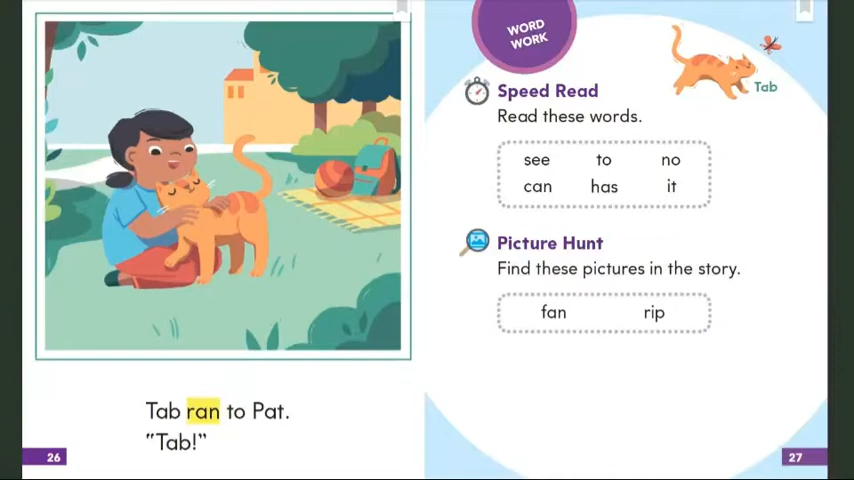 Tab ran to Pat.
"Tab!"
26
WORD
WORK
Tab
Speed Read
Read these words.
see to no
can has it
Picture Hunt
Find these pictures in the story.
fan rip
27